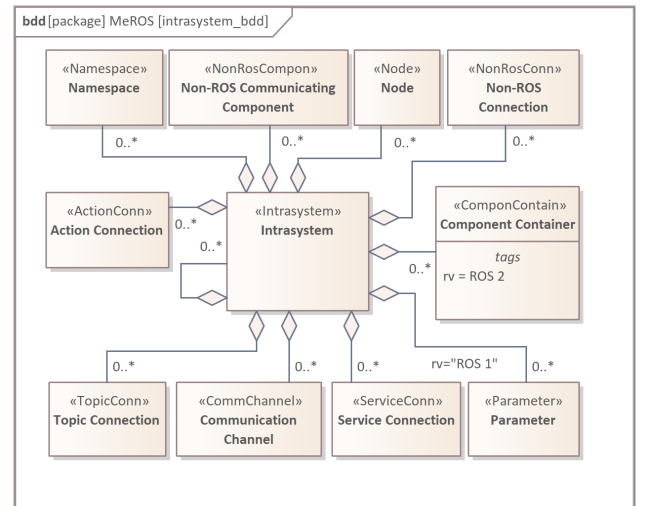 bdd [package] MeROS [intrasystem_bdd]
«Namespace»
Namespace
«NonRosCompon»
Non-ROS Communicating
Component
«Node»
Node
«NonRosConn»
Non-ROS
Connection
0..*
0..*
0..*
0..*
«ActionConn»
Action Connection
0..*
0..*
«Intrasystem»
Intrasystem
«ComponContain»
Component Container
tags
rv = ROS 2
0..*
0..*
0..*
0..*
rv="ROS 1"
0..*
«TopicConn»
Topic Connection
«CommChannel»
Communication
Channel
«ServiceConn»
Service Connection
«Parameter»
Parameter